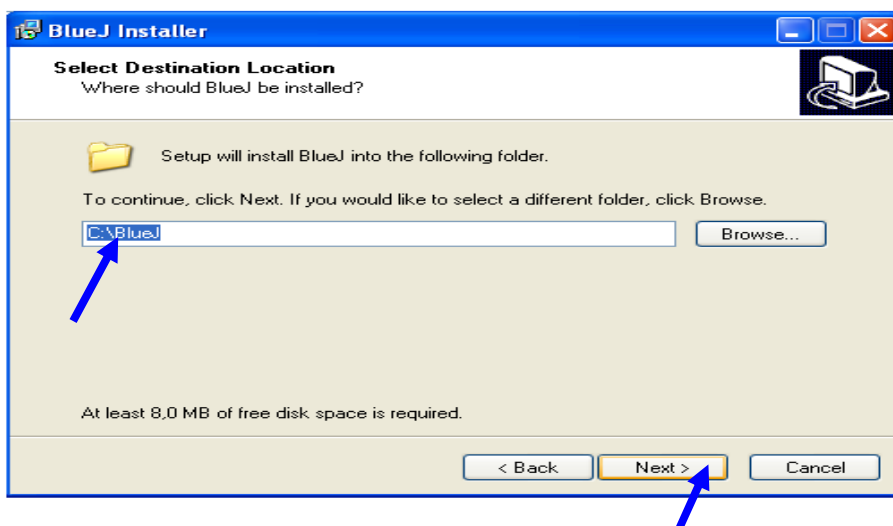 BlueJ Installer
Select Destination Location
Where should BlueJ be installed?
Setup will install BlueJ into the following folder.
To continue, click Next. If you would like to select a different folder, click Browse.
C:\BlueJ
Browse...
At least 8,0 MB of free disk space is required.
< Back
Next >
Cancel